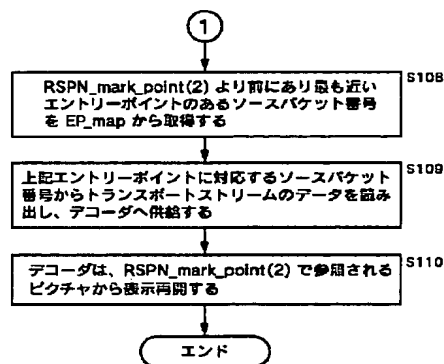 1
S108
RSPN_mark_point(2) より前にあり最も近い
エントリーポイントのあるソースパケット番号
を EP_map から取得する
S109
上記エントリーポイントに対応するソースパケット
番号からトランスポートストリームのデータを読み
出し、デコーダへ供給する
S110
デコーダは、RSPN_mark_point(2) で参照される
ピクチャから表示再開する
エンド